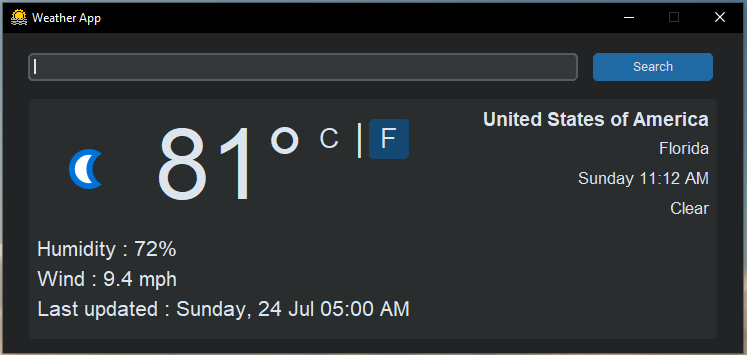 Weather App
Search
81° C | F
United States of America
Florida
Sunday 11:12 AM
Clear
Humidity : 72%
Wind : 9.4 mph
Last updated : Sunday, 24 Jul 05:00 AM